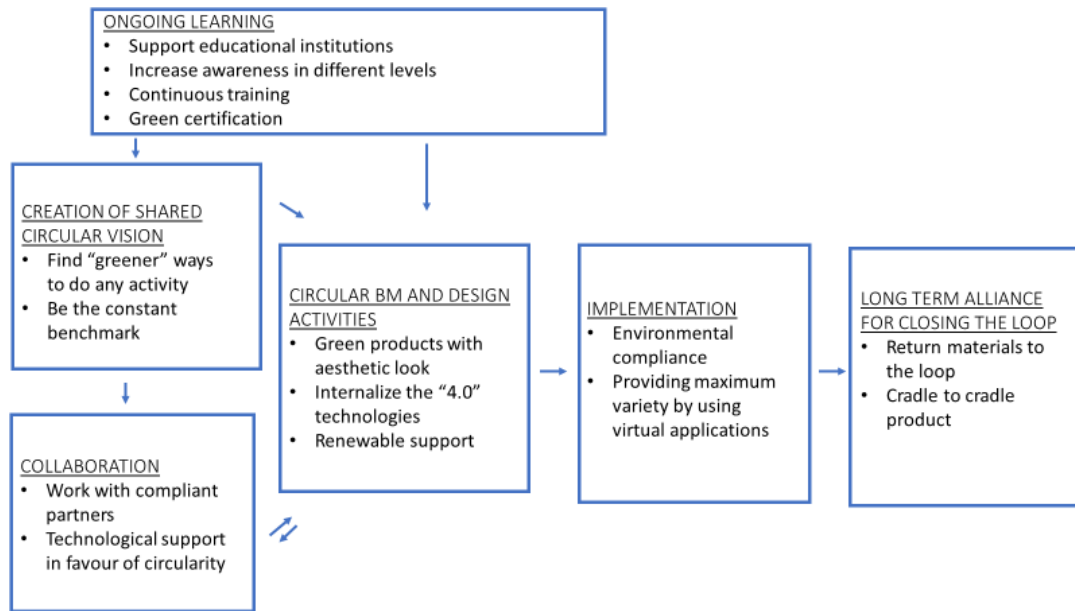 ONGOING LEARNING
• Support educational institutions
• Increase awareness in different levels
• Continuous training
• Green certification
CREATION OF SHARED
CIRCULAR VISION
• Find “greener” ways
to do any activity
• Be the constant
benchmark
COLLABORATION
• Work with compliant
partners
• Technological support
in favour of circularity
CIRCULAR BM AND DESIGN
ACTIVITIES
• Green products with
aesthetic look
• Internalize the “4.0”
technologies
• Renewable support
IMPLEMENTATION
• Environmental
compliance
• Providing maximum
variety by using
virtual applications
LONG TERM ALLIANCE
FOR CLOSING THE LOOP
• Return materials to
the loop
• Cradle to cradle
product